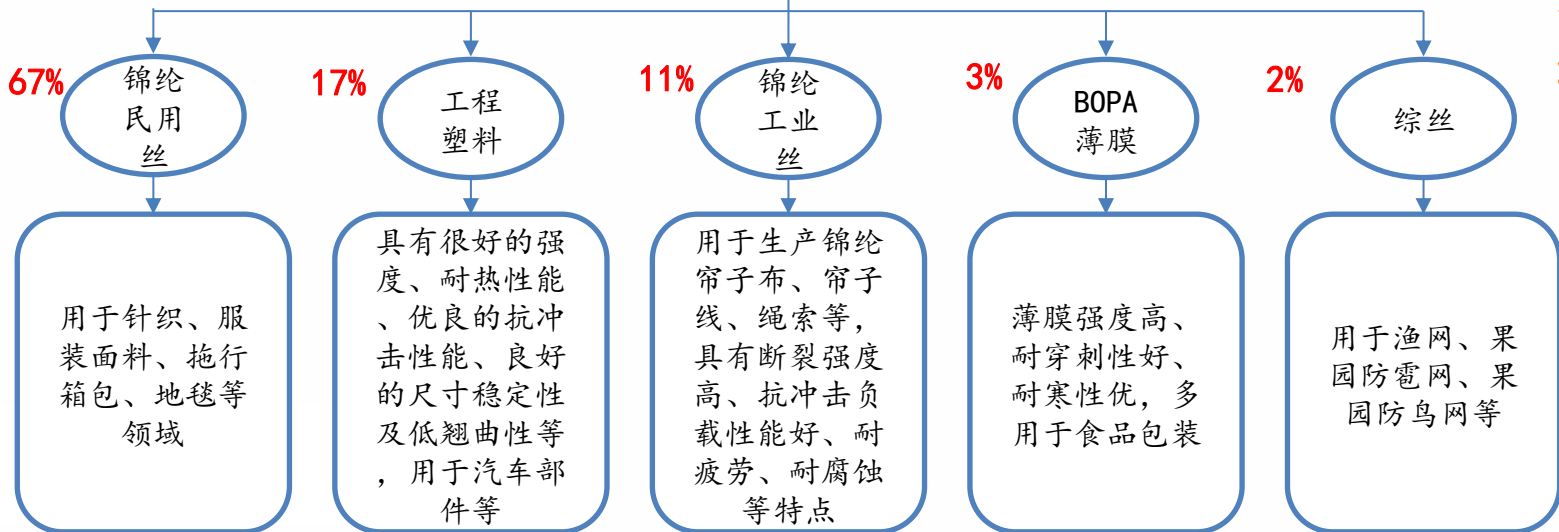 67%
锦纶
民用
丝
17%
工程
塑料
11%
锦纶
工业
丝
3%
BOPA
薄膜
2%
综丝
用于针织、服
装面料、拖行
箱包、地毯等
领域
具有很好的强
度、耐热性能
、优良的抗冲
击性能、良好
的尺寸稳定性
及低翘曲性等
，用于汽车部
件等
用于生产锦纶
帘子布、帘子
线、绳索等，
具有断裂强度
高、抗冲击负
载性能好、耐
疲劳、耐腐蚀
等特点
薄膜强度高、
耐穿刺性好、
耐寒性优，多
用于食品包装
用于渔网、果
园防雹网、果
园防鸟网等